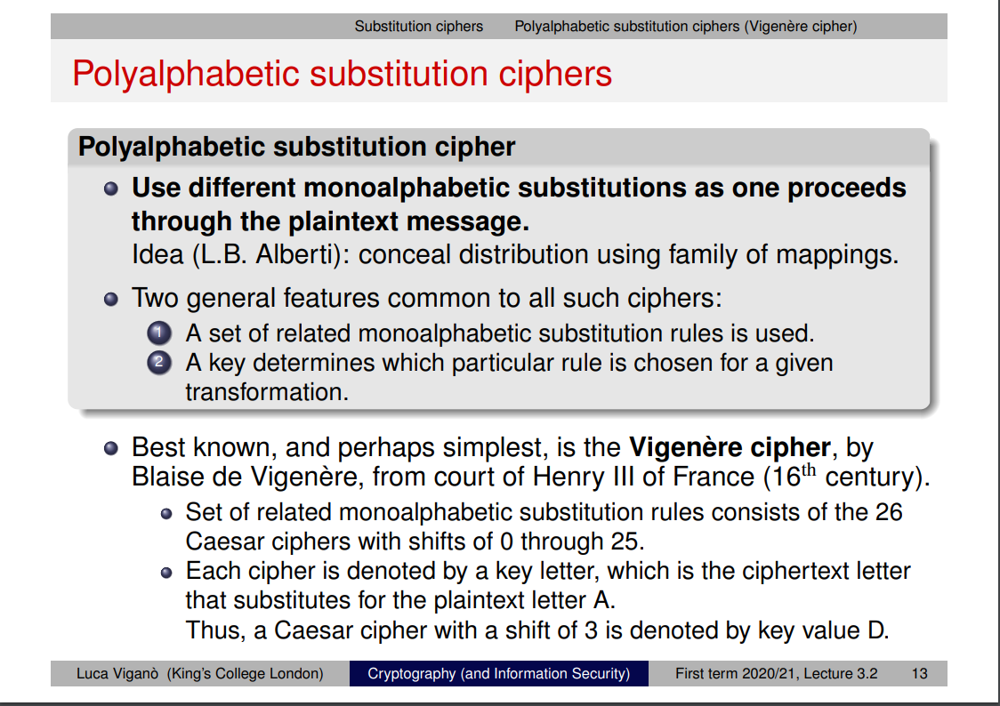 Substitution ciphers Polyalphabetic substitution ciphers (Vigenère cipher)
Polyalphabetic substitution ciphers
Polyalphabetic substitution cipher
Use different monoalphabetic substitutions as one proceeds
through the plaintext message.
Idea (L.B. Alberti): conceal distribution using family of mappings.
Two general features common to all such ciphers:
1 A set of related monoalphabetic substitution rules is used.
2 A key determines which particular rule is chosen for a given
transformation.
Best known, and perhaps simplest, is the Vigenère cipher, by
Blaise de Vigenère, from court of Henry III of France (16th century).
Set of related monoalphabetic substitution rules consists of the 26
Caesar ciphers with shifts of 0 through 25.
Each cipher is denoted by a key letter, which is the ciphertext letter
that substitutes for the plaintext letter A.
Thus, a Caesar cipher with a shift of 3 is denoted by key value D.
Luca Viganò (King's College London) Cryptography (and Information Security) First term 2020/21, Lecture 3.2 13